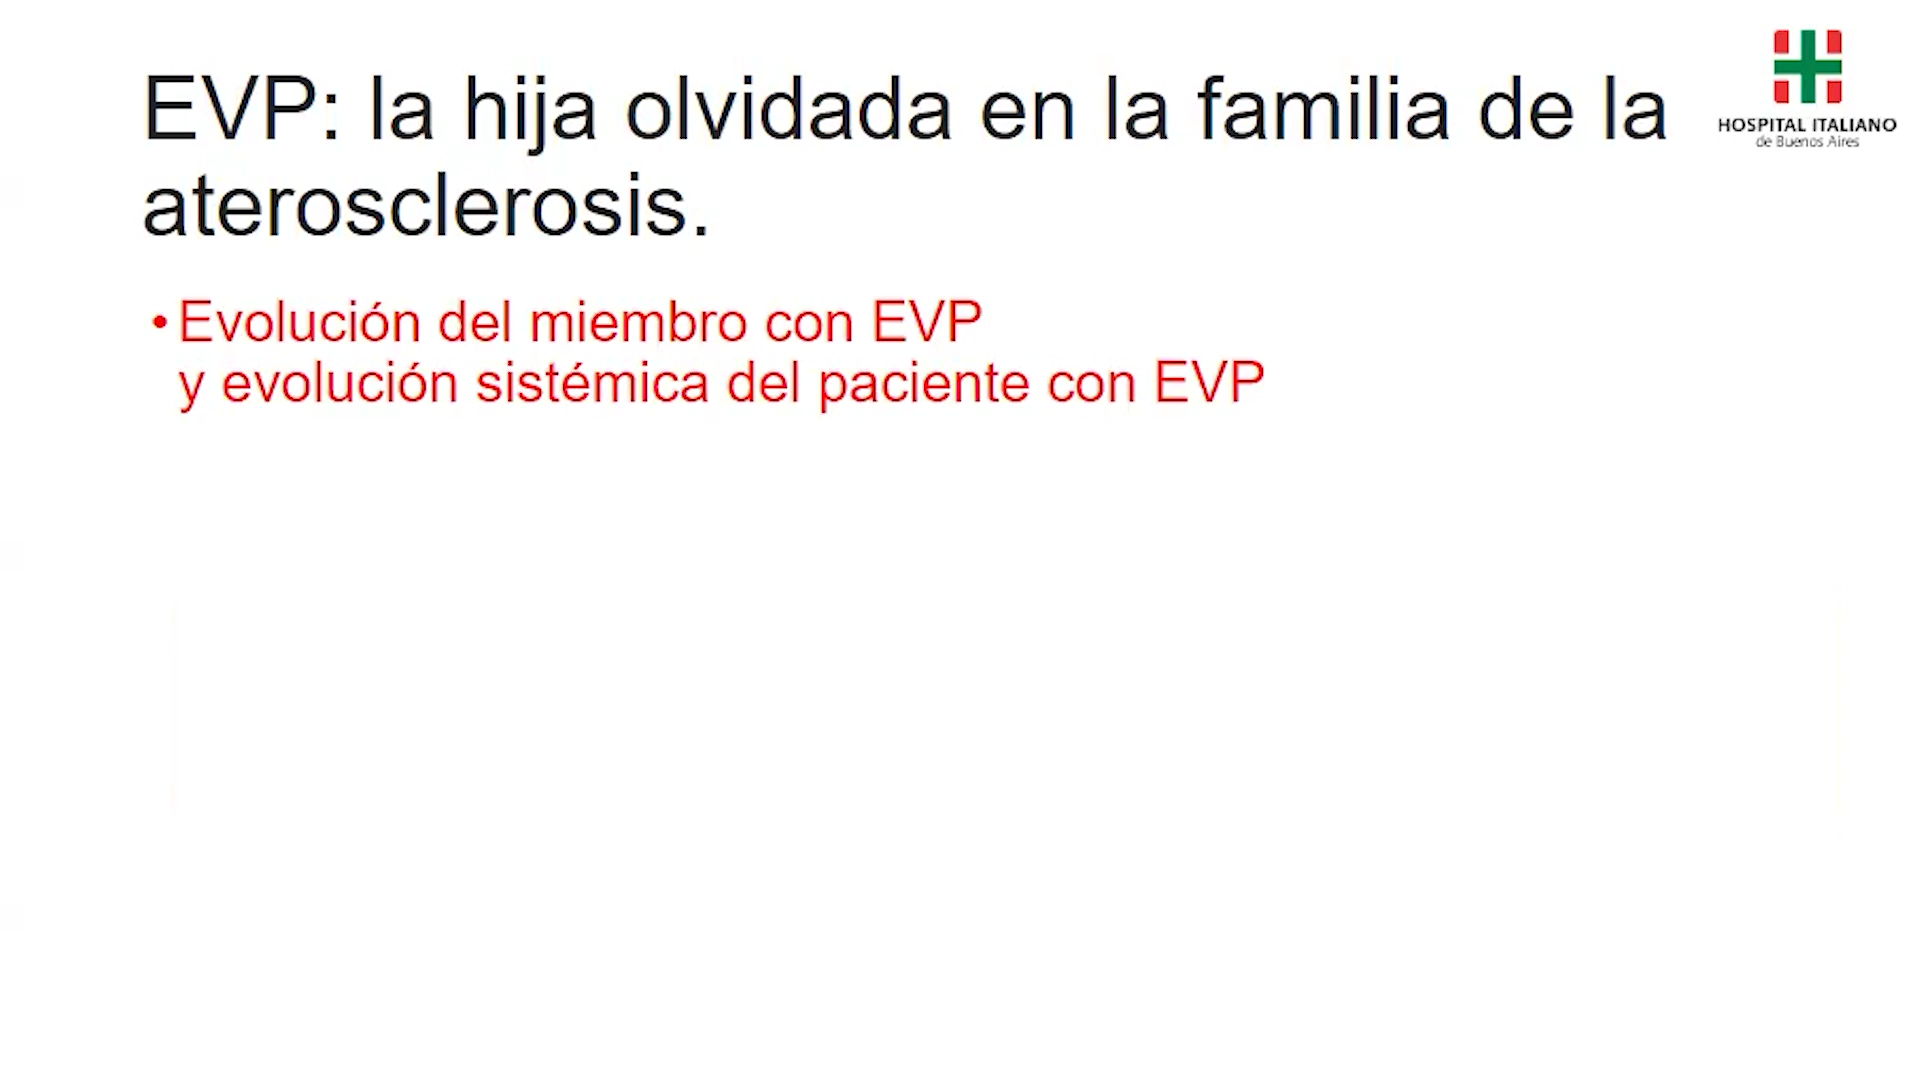 EVP: la hija olvidada en la familia de la
aterosclerosis.
HOSPITAL ITALIANO
de Buenos Aires
• Evolución del miembro con EVP
y evolución sistémica del paciente con EVP